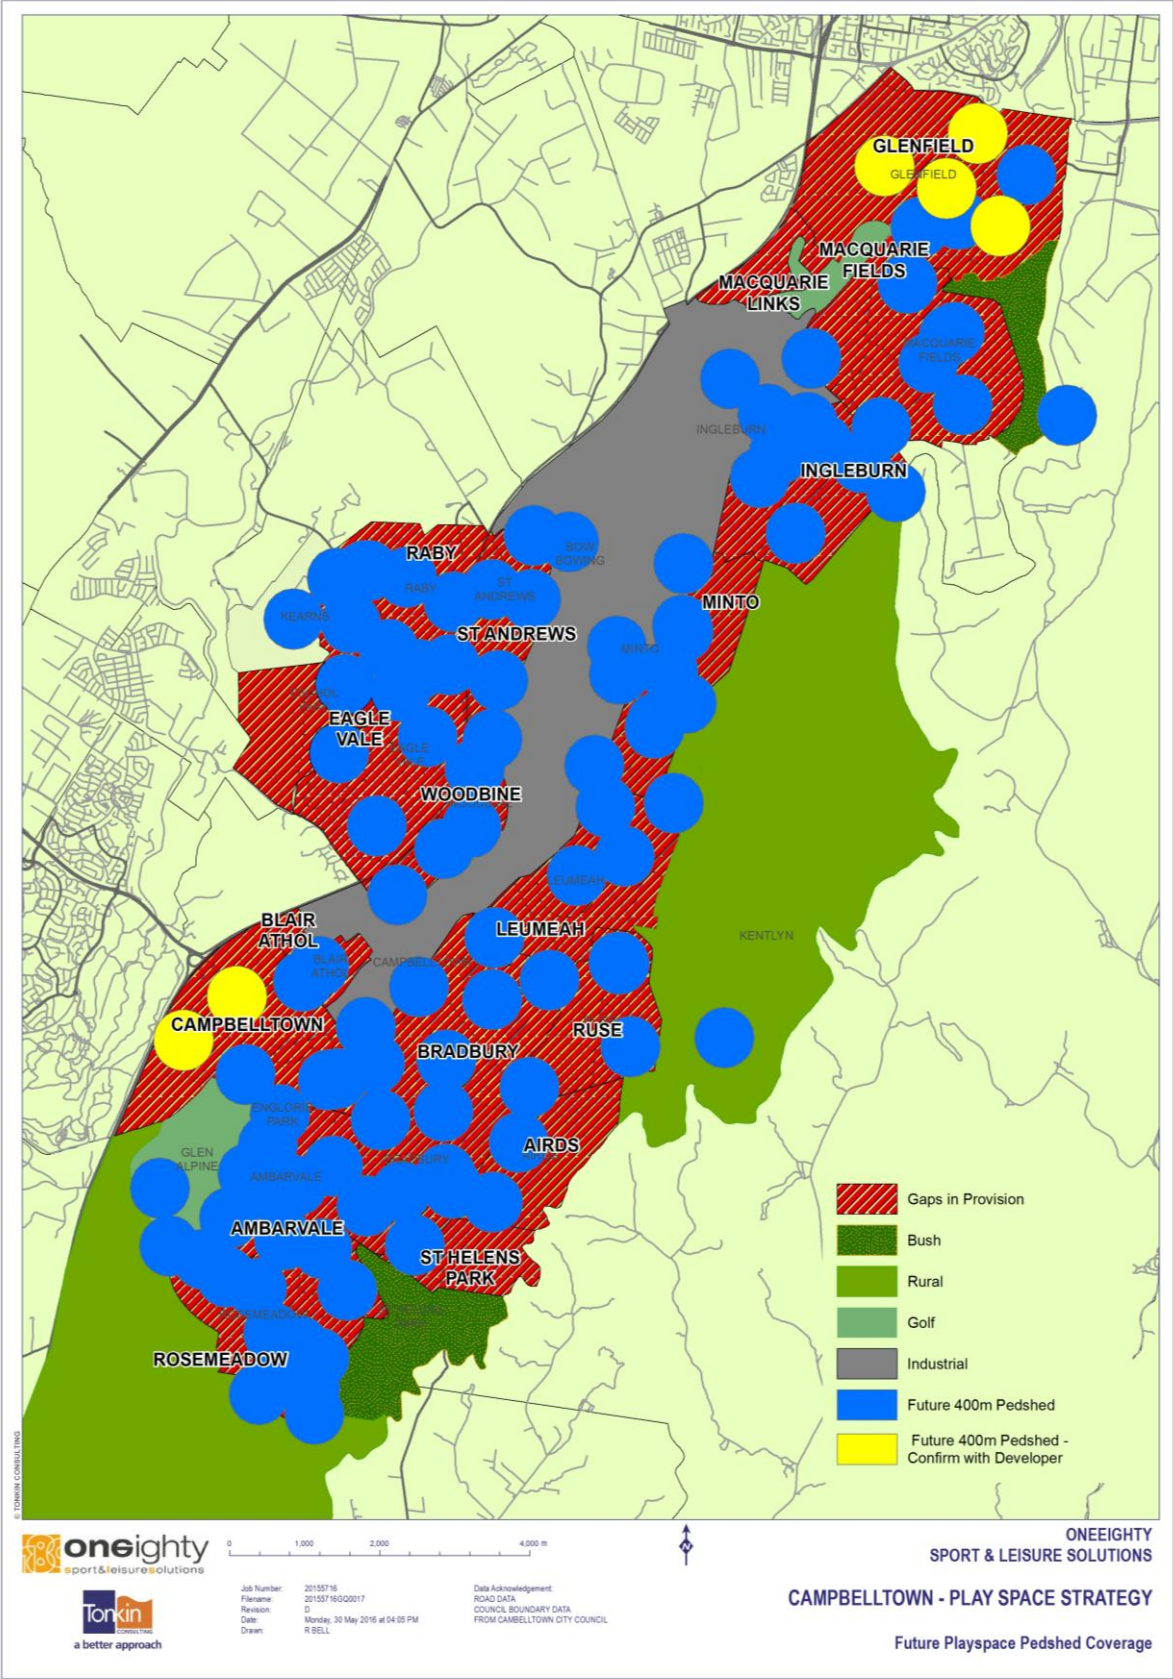 GLENFIELD
GLENFIELD
MACQUARIE
FIELDS
MACQUARIE
LINKS
MACQUARIE
FIELDS
INGLEBURN
INGLEBURN
RABY
BOW
BOWING
RABY
ST
ANDREWS
KEARNS
MINTO
ST ANDREWS
MINTO
EAGLE
VALE
EAGLE
WOODBINE
LEUMEAH
BLAIR
ATHOL
LEUMEAH
KENTLYN
BLAIR
ATHOL
CAMPBELLTOWN
CAMPBELLTOWN
RUSE
BRADBURY
ENGLORIE
PARK
AIRDS
GLEN
ALPINE
BRADBURY
AMBARVALE
AMBARVALE
ST HELENS
PARK
ROSEMEADOW
ROSEMEADOW
Gaps in Provision
Bush
Rural
Golf
Industrial
Future 400m Pedshed
Future 400m Pedshed -
Confirm with Developer
© TONKIN CONSULTING
oneighty
sport&leisuresolutions
0 1,000 2,000 4,000 m
N
ONEEIGHTY
SPORT & LEISURE SOLUTIONS
CAMPBELLTOWN - PLAY SPACE STRATEGY
Future Playspace Pedshed Coverage
Tonkin
CONSULTING
a better approach
Job Number: 20155716
Filename: 20155716GQ0017
Revision: D
Date: Monday, 30 May 2016 at 04:05 PM
Drawn: R BELL
Data Acknowledgement:
ROAD DATA
COUNCIL BOUNDARY DATA
FROM CAMBELLTOWN CITY COUNCIL